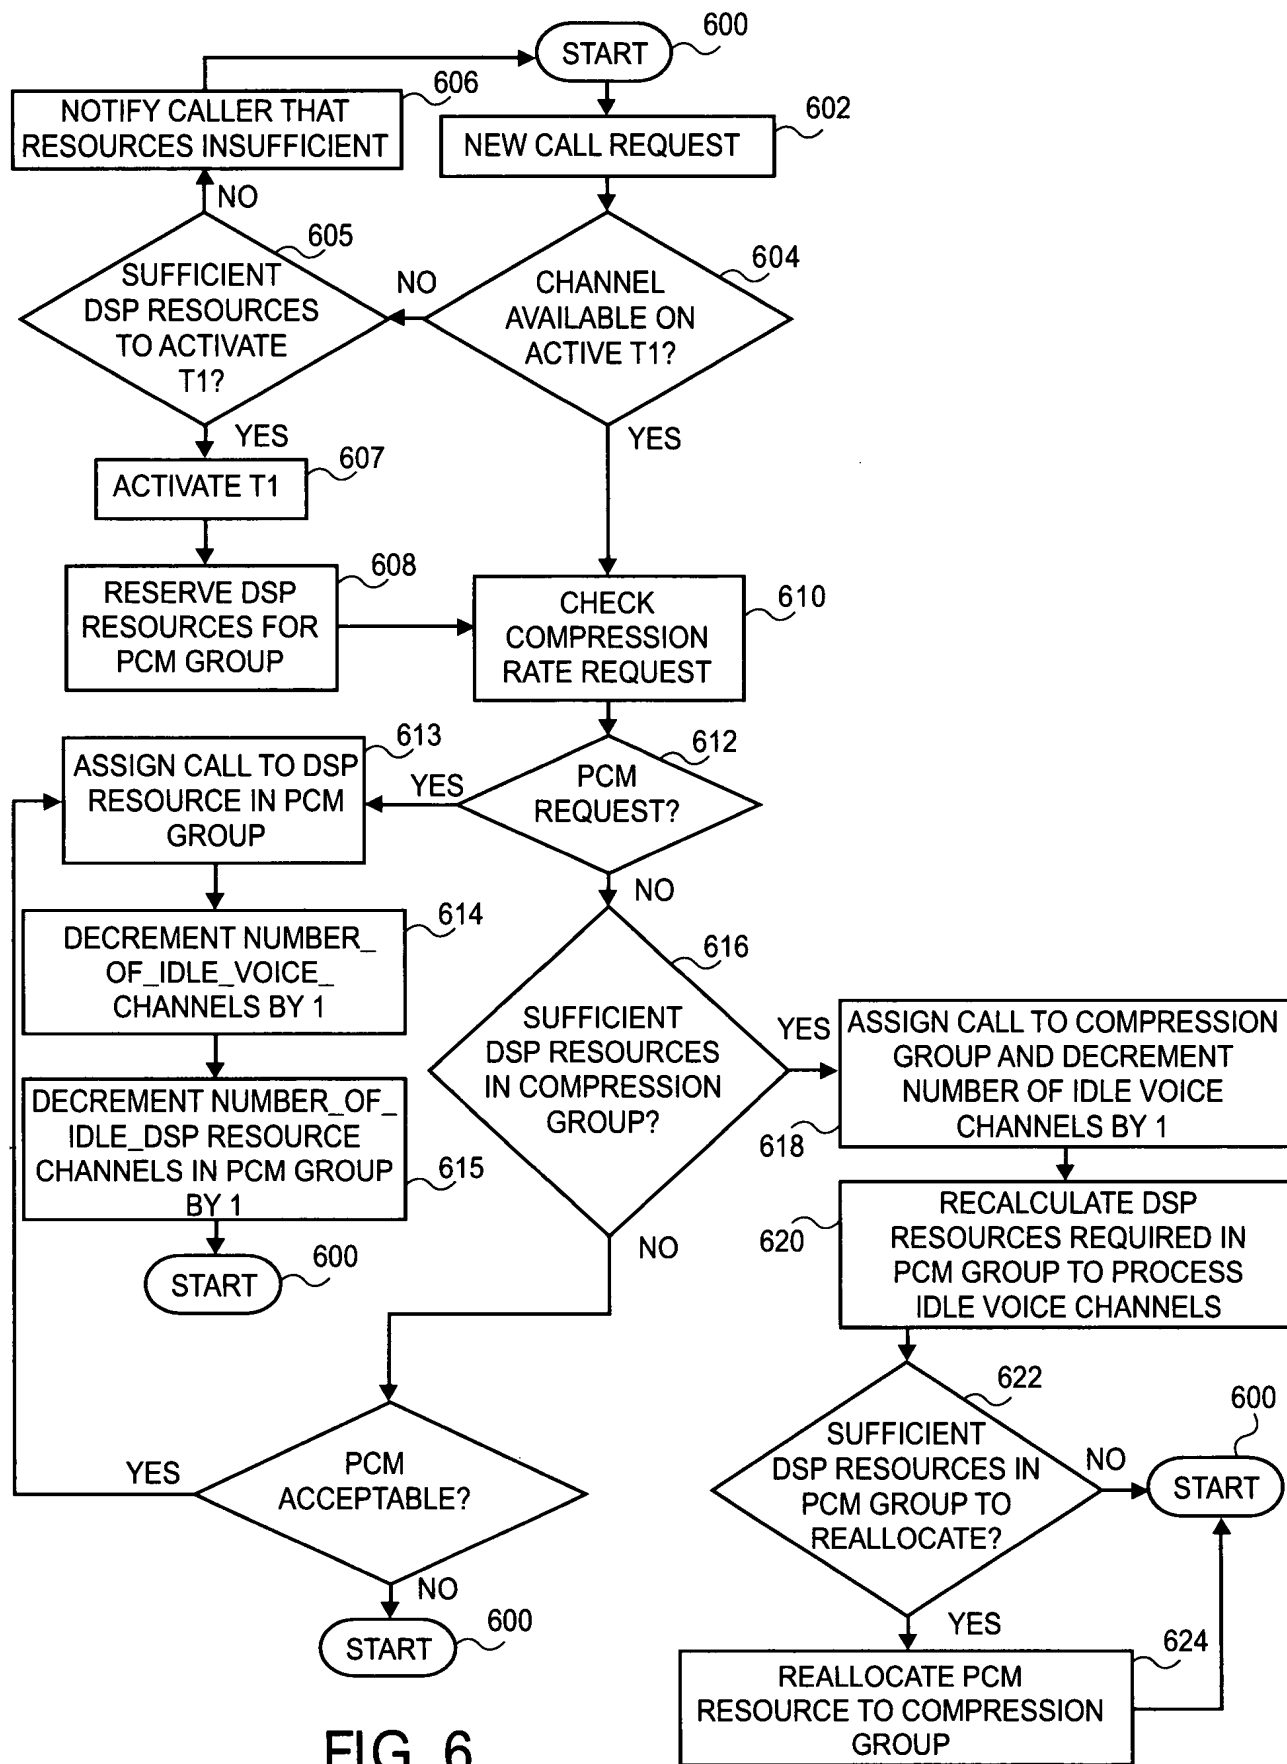 START
600
NOTIFY CALLER THAT
RESOURCES INSUFFICIENT
606
NEW CALL REQUEST
602
NO
SUFFICIENT
DSP RESOURCES
TO ACTIVATE
T1?
605
NO
CHANNEL
AVAILABLE ON
ACTIVE T1?
604
YES
YES
ACTIVATE T1
607
RESERVE DSP
RESOURCES FOR
PCM GROUP
608
CHECK
COMPRESSION
RATE REQUEST
610
ASSIGN CALL TO DSP
RESOURCE IN PCM
GROUP
613
YES
PCM
REQUEST?
612
NO
DECREMENT NUMBER_
OF_IDLE_VOICE_
CHANNELS BY 1
614
SUFFICIENT
DSP RESOURCES
IN COMPRESSION
GROUP?
616
YES
ASSIGN CALL TO COMPRESSION
GROUP AND DECREMENT
NUMBER OF IDLE VOICE
CHANNELS BY 1
618
DECREMENT NUMBER_OF_
IDLE_DSP RESOURCE
CHANNELS IN PCM GROUP
BY 1
615
START
600
NO
RECALCULATE DSP
RESOURCES REQUIRED IN
PCM GROUP TO PROCESS
IDLE VOICE CHANNELS
620
YES
PCM
ACCEPTABLE?
NO
START
600
SUFFICIENT
DSP RESOURCES IN
PCM GROUP TO
REALLOCATE?
622
NO
START
600
YES
REALLOCATE PCM
RESOURCE TO COMPRESSION
GROUP
624
FIG. 6